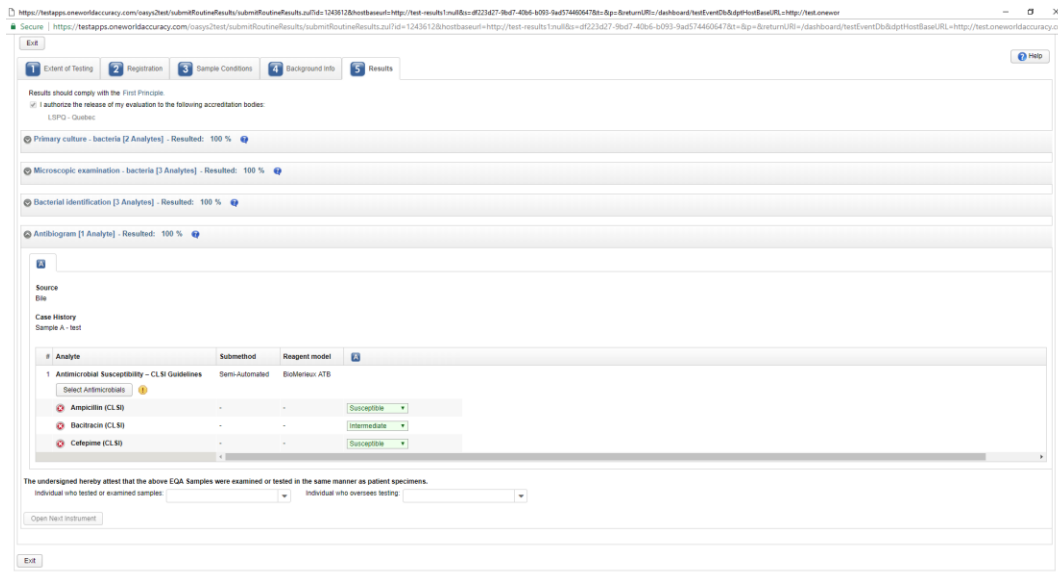 https://testapps.oneworldaccuracy.com/oasys2test/submitRoutineResults/submitRoutineResults.zul?id=1243612&hostbaseurl=http://test-results1:null&s=df223d27-9bd7-40b6-b093-9ad574460647&t=&p=&returnURI=/dashboard/testEventDb&dptHostBaseURL=http://test.onewor
Secure | https://testapps.oneworldaccuracy.com/oasys2test/submitRoutineResults/submitRoutineResults.zul?id=1243612&hostbaseurl=http://test-results1:null&s=df223d27-9bd7-40b6-b093-9ad574460647&t=&p=&returnURI=/dashboard/testEventDb&dptHostBaseURL=http://test.oneworldaccuracy.c
Exit
Help
1 Extent of Testing 2 Registration 3 Sample Conditions 4 Background Info 5 Results
Results should comply with the First Principle.
I authorize the release of my evaluation to the following accreditation bodies:
LSPQ - Quebec
Primary culture - bacteria [2 Analytes] - Resulted: 100 %
Microscopic examination - bacteria [3 Analytes] - Resulted: 100 %
Bacterial identification [3 Analytes] - Resulted: 100 %
Antibiogram [1 Analyte] - Resulted: 100 %
A
Source
Bile
Case History
Sample A - test
# Analyte Submethod Reagent model A
1 Antimicrobial Susceptibility – CLSI Guidelines Semi-Automated BioMerieux ATB
Select Antimicrobials
Ampicillin (CLSI) - - Susceptible
Bacitracin (CLSI) - - Intermediate
Cefepime (CLSI) - - Susceptible
The undersigned hereby attest that the above EQA Samples were examined or tested in the same manner as patient specimens.
Individual who tested or examined samples: Individual who oversees testing:
Open Next Instrument
Exit